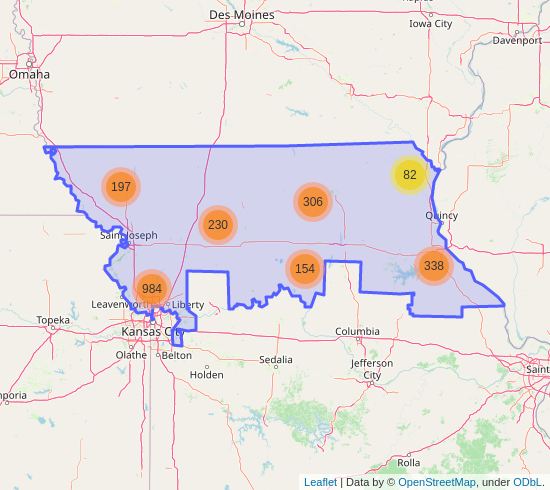 Des Moines
Iowa City
Davenport
Omaha
197
82
306
230
Quincy
Saint Joseph
154
338
984
Leavenworth
Liberty
Topeka
Kansas City
Columbia
Olathe
Belton
Sedalia
Jefferson
City
Holden
Saint
poria
Rolla
Leaflet | Data by © OpenStreetMap, under ODbL.